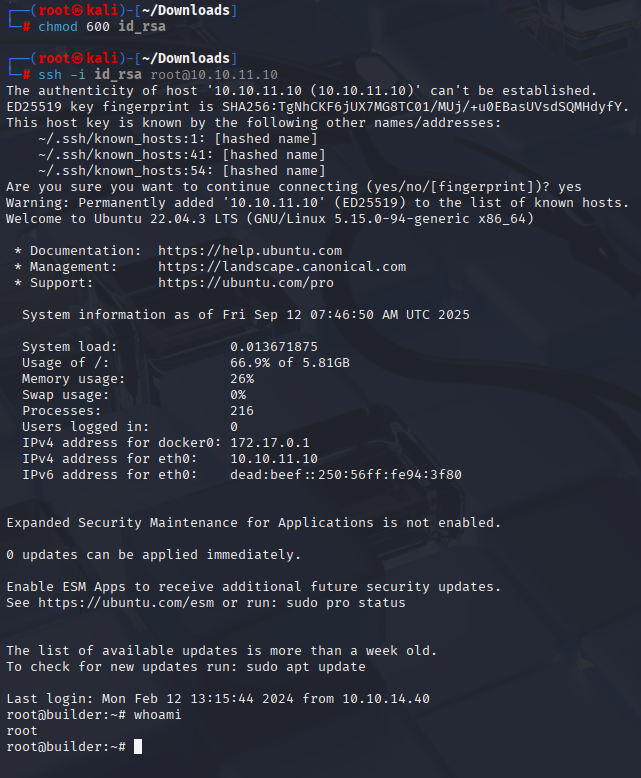 ┌──(root㉿kali)-[~/Downloads]
└─# chmod 600 id_rsa
┌──(root㉿kali)-[~/Downloads]
└─# ssh -i id_rsa root@10.10.11.10
The authenticity of host '10.10.11.10 (10.10.11.10)' can't be established.
ED25519 key fingerprint is SHA256:TgNhCKF6jUX7MG8TC01/MUj/+u0EBasUVsdSQMHdyfY.
This host key is known by the following other names/addresses:
    ~/.ssh/known_hosts:1: [hashed name]
    ~/.ssh/known_hosts:41: [hashed name]
    ~/.ssh/known_hosts:54: [hashed name]
Are you sure you want to continue connecting (yes/no/[fingerprint])? yes
Warning: Permanently added '10.10.11.10' (ED25519) to the list of known hosts.
Welcome to Ubuntu 22.04.3 LTS (GNU/Linux 5.15.0-94-generic x86_64)
 * Documentation:  https://help.ubuntu.com
 * Management:     https://landscape.canonical.com
 * Support:        https://ubuntu.com/pro
  System information as of Fri Sep 12 07:46:50 AM UTC 2025
  System load:              0.013671875
  Usage of /:               66.9% of 5.81GB
  Memory usage:             26%
  Swap usage:               0%
  Processes:                216
  Users logged in:          0
  IPv4 address for docker0: 172.17.0.1
  IPv4 address for eth0:    10.10.11.10
  IPv6 address for eth0:    dead:beef::250:56ff:fe94:3f80
Expanded Security Maintenance for Applications is not enabled.
0 updates can be applied immediately.
Enable ESM Apps to receive additional future security updates.
See https://ubuntu.com/esm or run: sudo pro status
The list of available updates is more than a week old.
To check for new updates run: sudo apt update
Last login: Mon Feb 12 13:15:44 2024 from 10.10.14.40
root@builder:~# whoami
root
root@builder:~#